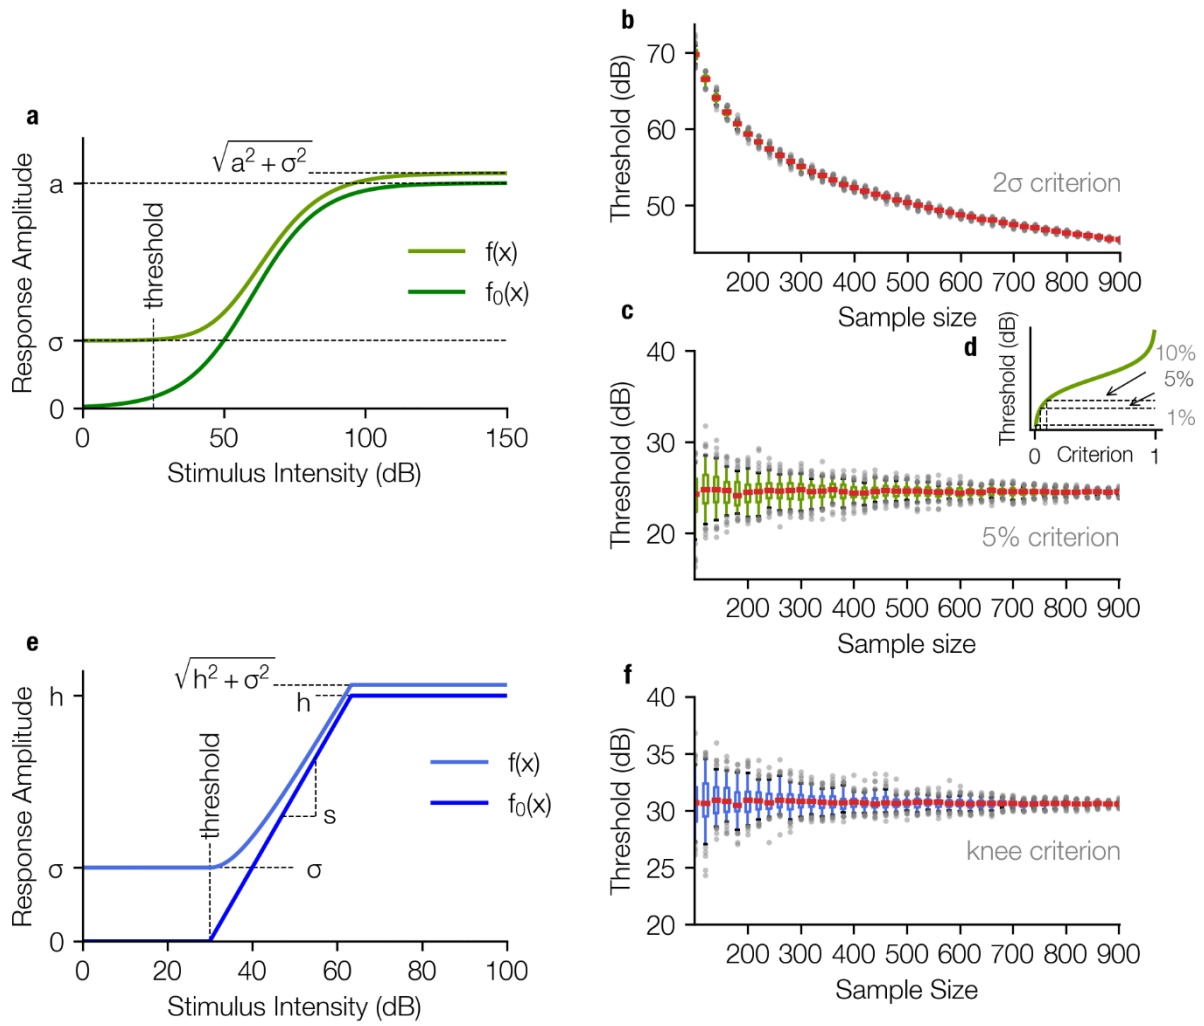 a
Response Amplitude
a
σ
0
√a² + σ²
threshold
f(x)
f₀(x)
0 50 100 150
Stimulus Intensity (dB)
b
Threshold (dB)
70
60
50
2σ criterion
200 300 400 500 600 700 800 900
Sample size
c
Threshold (dB)
40
30
20
5% criterion
200 300 400 500 600 700 800 900
Sample size
d
Threshold (dB)
10%
5%
1%
0 Criterion 1
e
Response Amplitude
h
σ
0
√h² + σ²
h
threshold
s
σ
f(x)
f₀(x)
0 20 40 60 80 100
Stimulus Intensity (dB)
f
Threshold (dB)
40
35
30
25
20
knee criterion
200 300 400 500 600 700 800 900
Sample Size